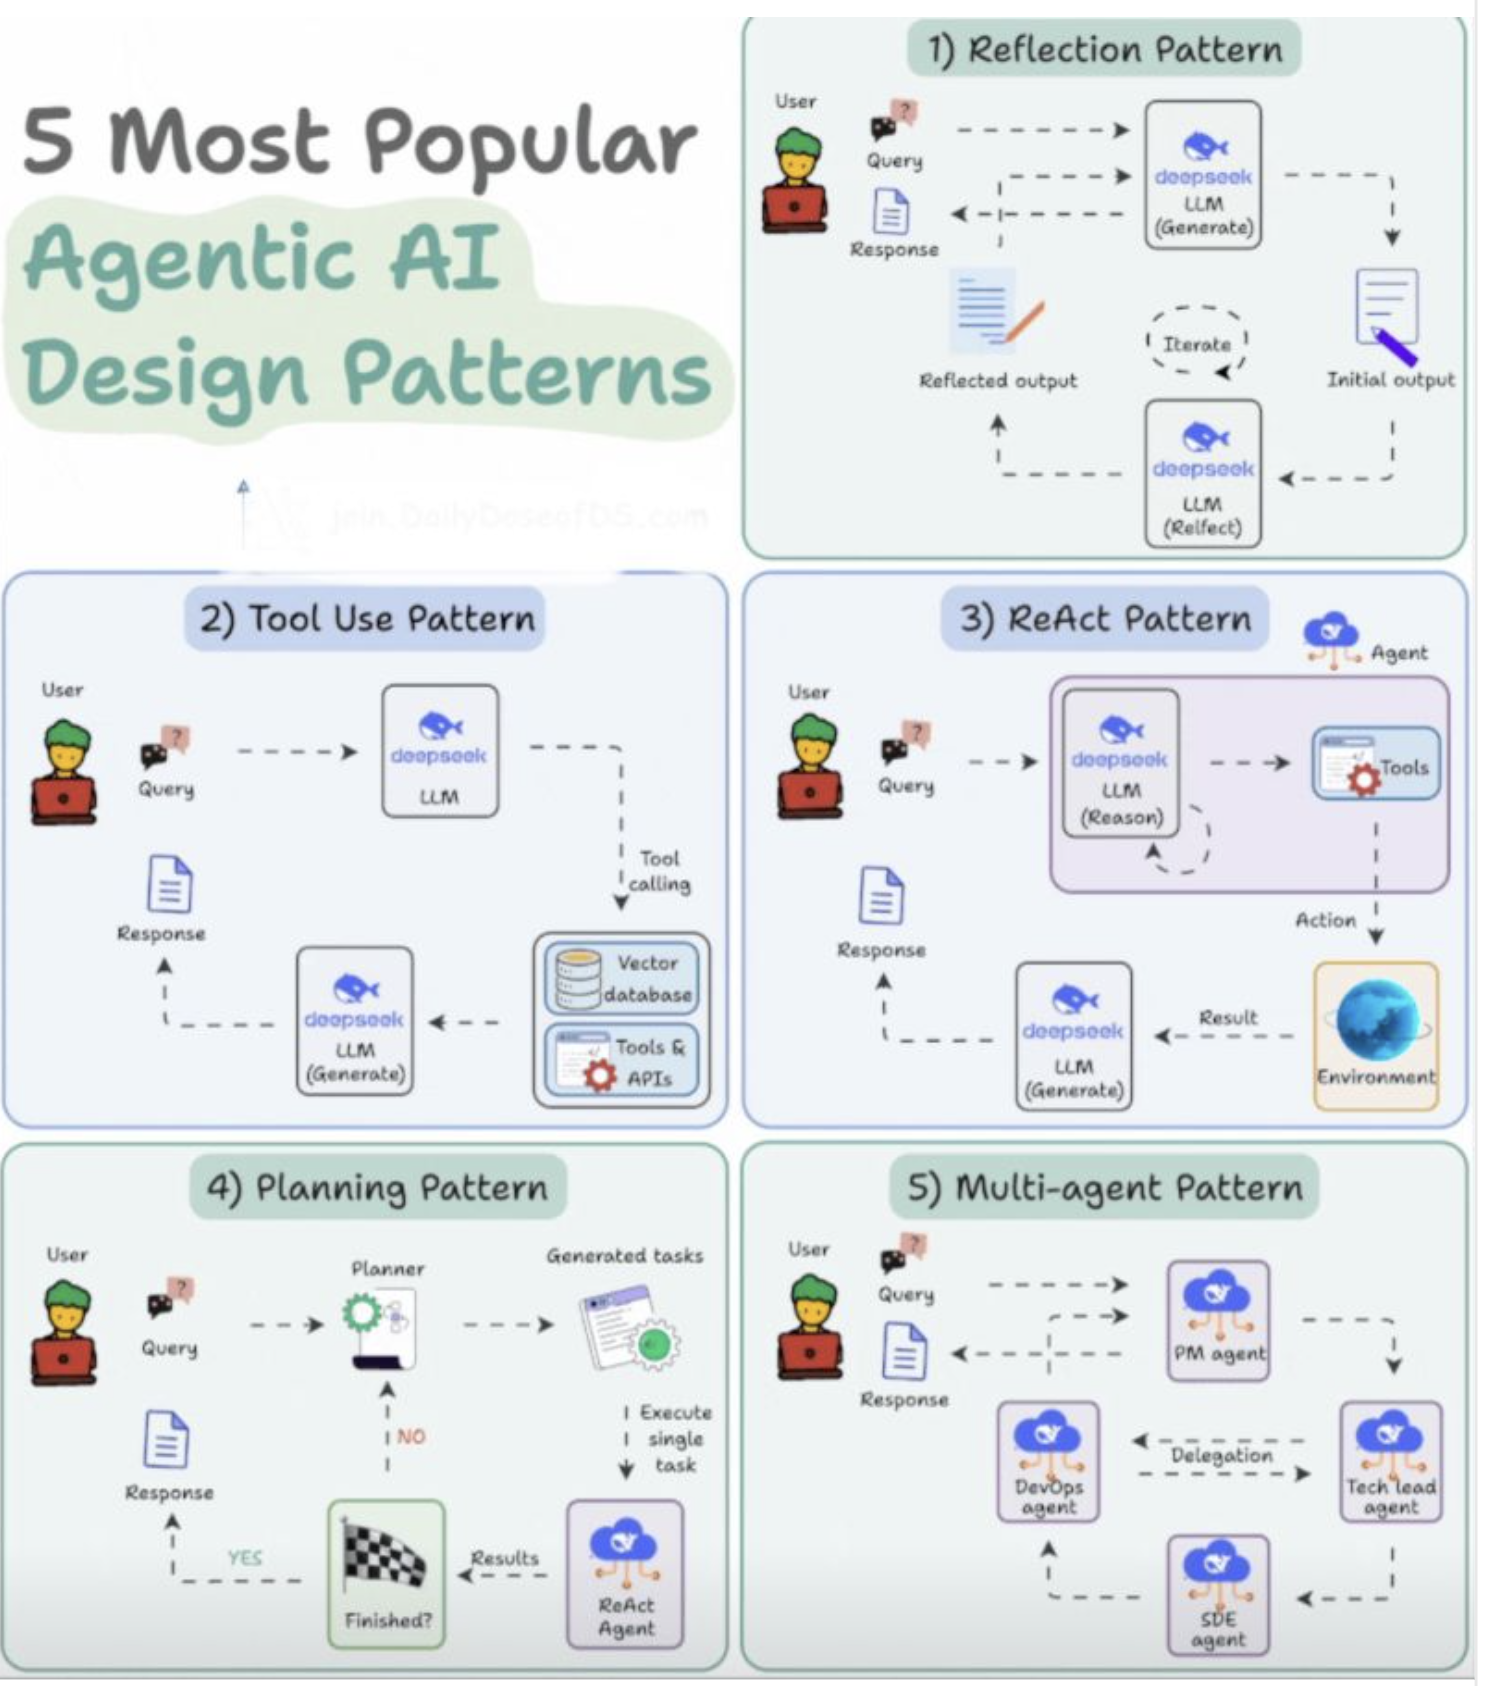 5 Most Popular
Agentic AI
Design Patterns
join.DailyDoseofDS.com
1) Reflection Pattern
User
Query
Response
deepseek
LLM
(Generate)
Reflected output
Iterate
Initial output
deepseek
LLM
(Relfect)
2) Tool Use Pattern
User
Query
deepseek
LLM
Tool
calling
Response
deepseek
LLM
(Generate)
Vector
database
Tools &
APIs
3) ReAct Pattern
Agent
User
Query
deepseek
LLM
(Reason)
Tools
Action
Response
deepseek
LLM
(Generate)
Result
Environment
4) Planning Pattern
User
Query
Planner
Generated tasks
NO
Execute
single
task
Response
YES
Finished?
Results
ReAct
Agent
5) Multi-agent Pattern
User
Query
Response
PM agent
DevOps
agent
Delegation
Tech lead
agent
SDE
agent